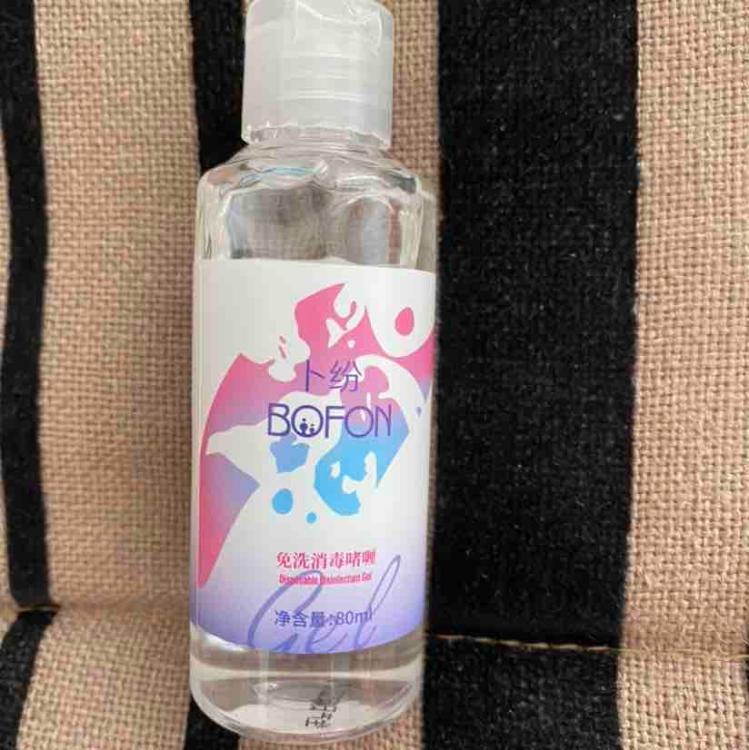 卜纷
BOFON
免洗消毒啫喱
Disposable Disinfectant Gel
净含量:80ml
Gel